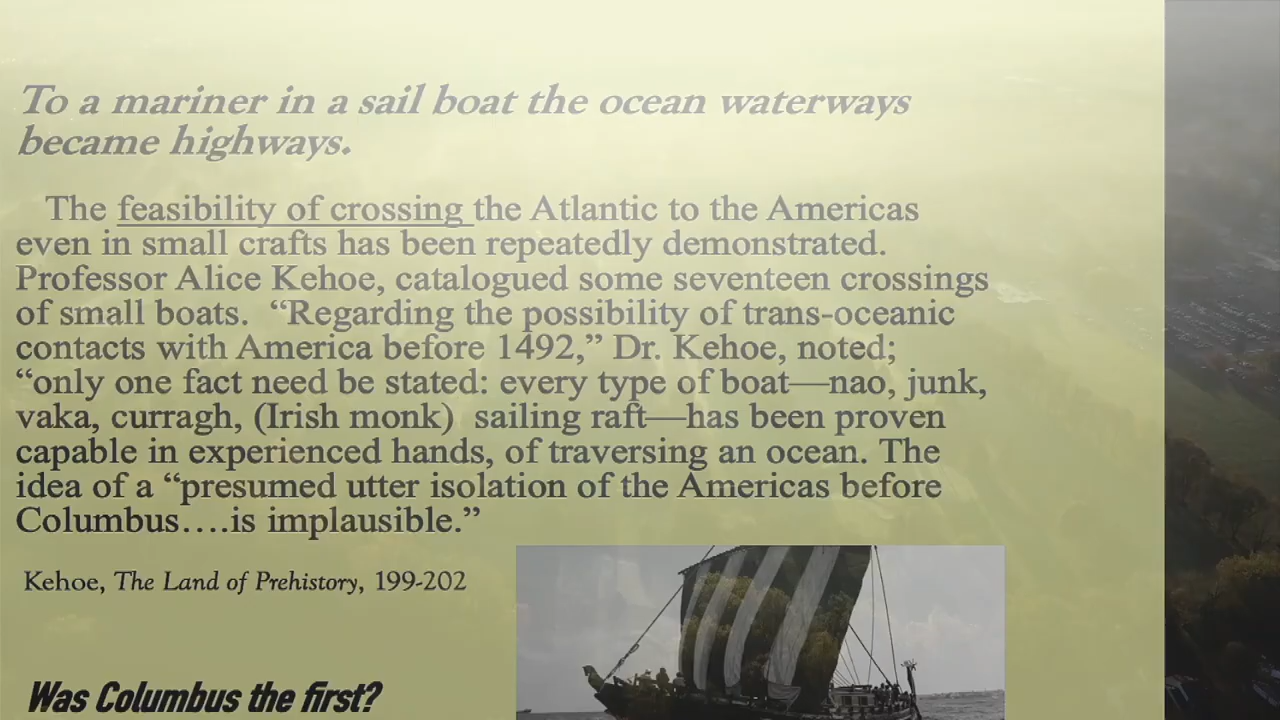 To a mariner in a sail boat the ocean waterways
became highways.
The feasibility of crossing the Atlantic to the Americas
even in small crafts has been repeatedly demonstrated.
Professor Alice Kehoe, catalogued some seventeen crossings
of small boats. “Regarding the possibility of trans-oceanic
contacts with America before 1492,” Dr. Kehoe, noted;
“only one fact need be stated: every type of boat—nao, junk,
vaka, curragh, (Irish monk) sailing raft—has been proven
capable in experienced hands, of traversing an ocean. The
idea of a “presumed utter isolation of the Americas before
Columbus….is implausible.”
Kehoe, The Land of Prehistory, 199-202
Was Columbus the first?